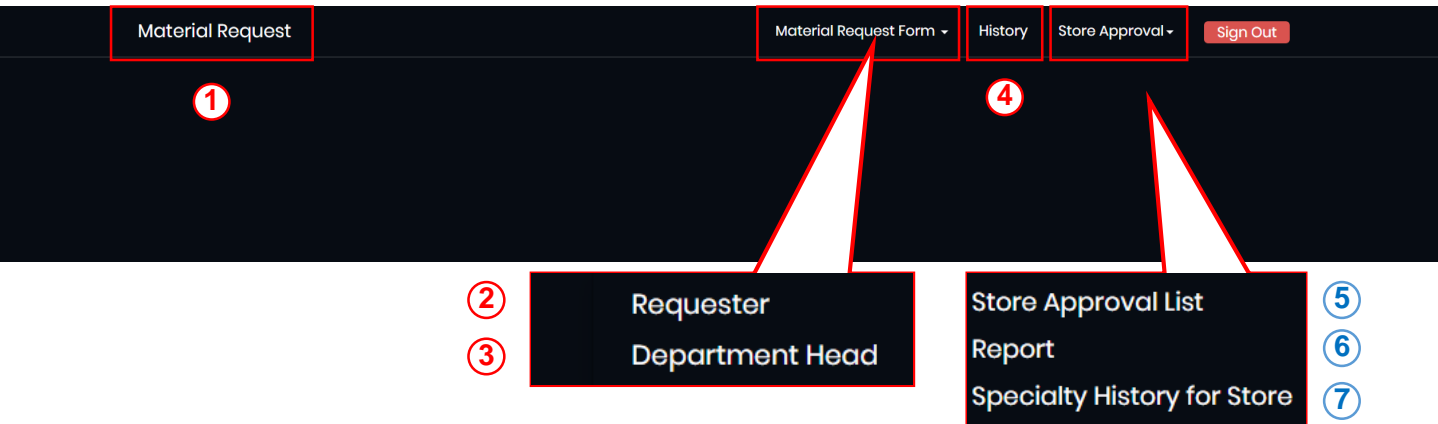 Material Request
Material Request Form
History
Store Approval
Sign Out
1
4
2
Requester
3
Department Head
Store Approval List
5
Report
6
Specialty History for Store
7